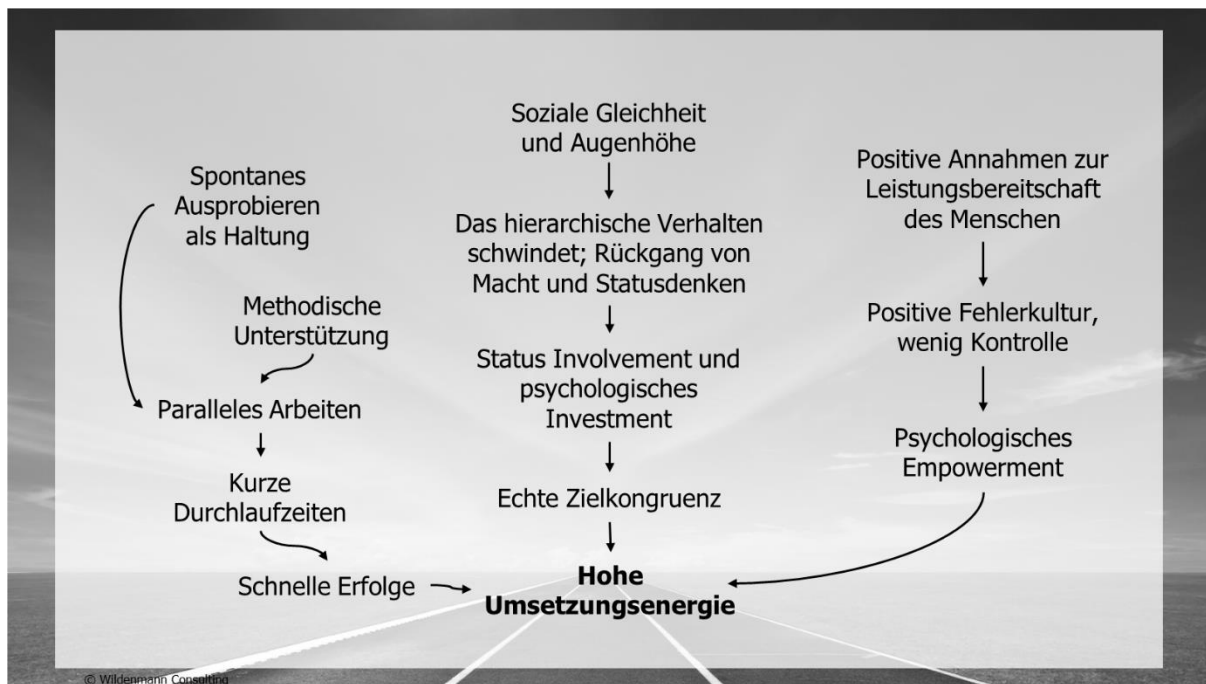 Spontanes
Ausprobieren
als Haltung
Methodische
Unterstützung
Paralleles Arbeiten
Kurze
Durchlaufzeiten
Schnelle Erfolge
Soziale Gleichheit
und Augenhöhe
Das hierarchische Verhalten
schwindet; Rückgang von
Macht und Statusdenken
Status Involvement und
psychologisches
Investment
Echte Zielkongruenz
Hohe
Umsetzungsenergie
Positive Annahmen zur
Leistungsbereitschaft
des Menschen
Positive Fehlerkultur,
wenig Kontrolle
Psychologisches
Empowerment
© Wildenmann Consulting